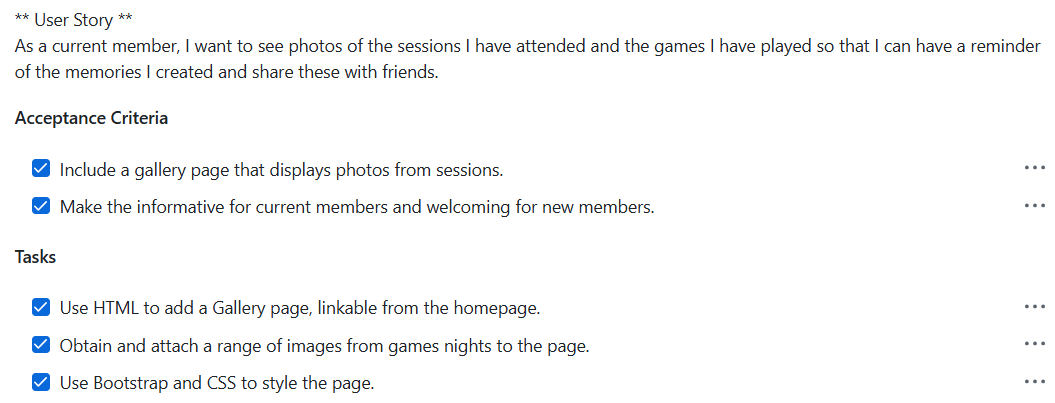 ** User Story **
As a current member, I want to see photos of the sessions I have attended and the games I have played so that I can have a reminder
of the memories I created and share these with friends.
Acceptance Criteria
Include a gallery page that displays photos from sessions.
Make the informative for current members and welcoming for new members.
Tasks
Use HTML to add a Gallery page, linkable from the homepage.
Obtain and attach a range of images from games nights to the page.
Use Bootstrap and CSS to style the page.